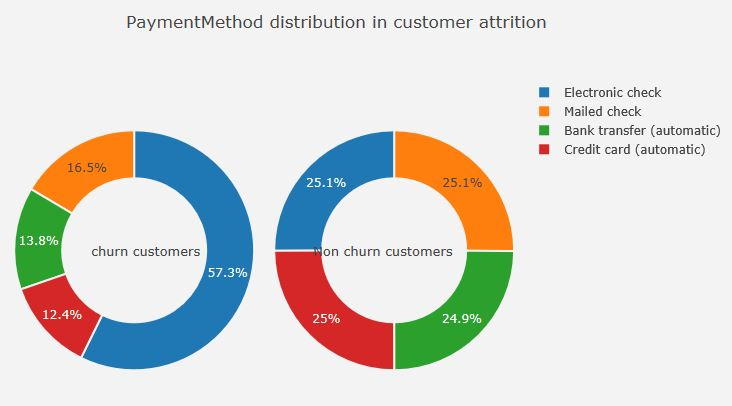 PaymentMethod distribution in customer attrition
Electronic check
Mailed check
Bank transfer (automatic)
Credit card (automatic)
16.5%
13.8%
churn customers
57.3%
12.4%
25.1%
25.1%
Non churn customers
25%
24.9%